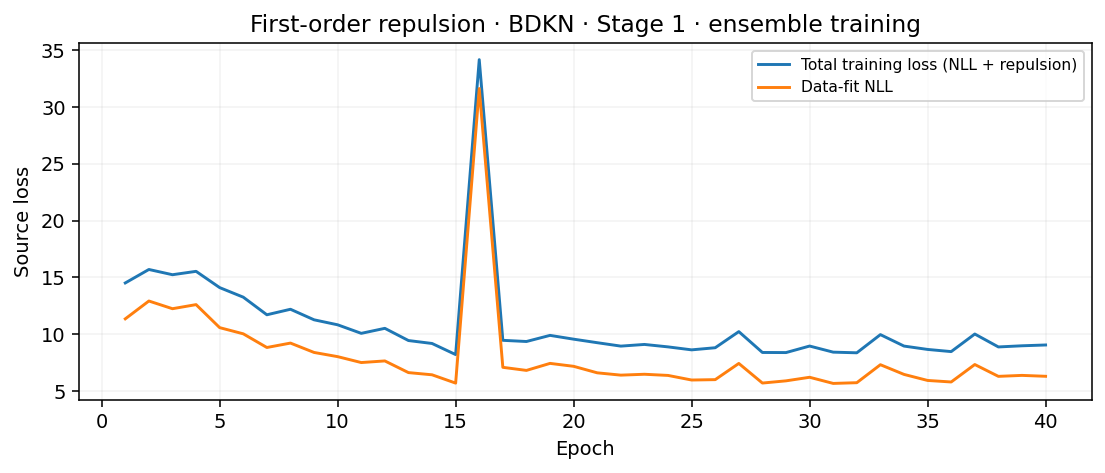 First-order repulsion · BDKN · Stage 1 · ensemble training
35
30
25
20
15
10
5
Source loss
Total training loss (NLL + repulsion)
Data-fit NLL
0 5 10 15 20 25 30 35 40
Epoch